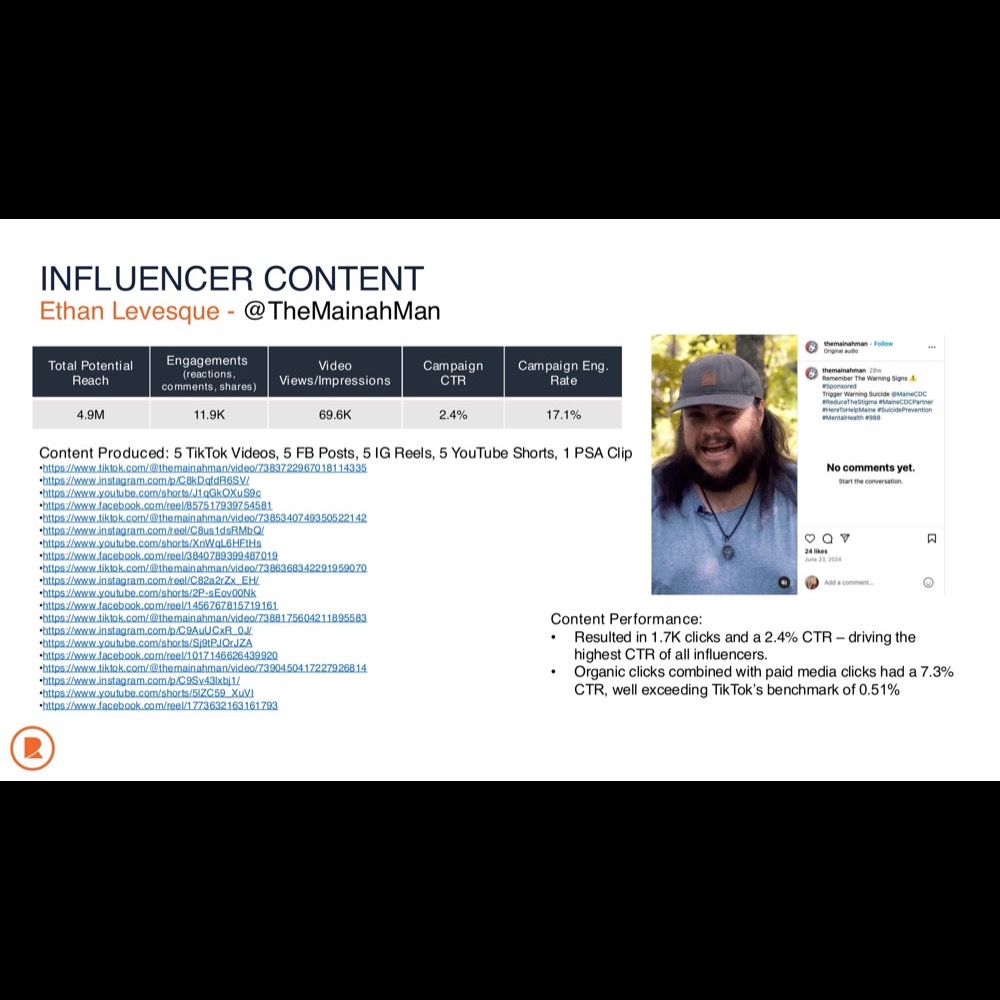 INFLUENCER CONTENT
Ethan Levesque - @TheMainahMan
Total Potential
Reach
Engagements
(reactions,
comments, shares)
Video
Views/Impressions
Campaign
CTR
Campaign Eng.
Rate
4.9M
11.9K
69.6K
2.4%
17.1%
Content Produced: 5 TikTok Videos, 5 FB Posts, 5 IG Reels, 5 YouTube Shorts, 1 PSA Clip
•https://www.tiktok.com/@themainahman/video/7383722967018114335
•https://www.instagram.com/p/C8kDqfdR6SV/
•https://www.youtube.com/shorts/J1qGkOXuS9c
•https://www.facebook.com/reel/857517939754581
•https://www.tiktok.com/@themainahman/video/7385340749350522142
•https://www.instagram.com/reel/C8us1dsRMbQ/
•https://www.youtube.com/shorts/XnWqL6HFtHs
•https://www.facebook.com/reel/3840789399487019
•https://www.tiktok.com/@themainahman/video/7386368342291959070
•https://www.instagram.com/reel/C82a2rZx_EH/
•https://www.youtube.com/shorts/2P-sEov00Nk
•https://www.facebook.com/reel/1456767815719161
•https://www.tiktok.com/@themainahman/video/7388175604211895583
•https://www.instagram.com/p/C9AuUCxR_0J/
•https://www.youtube.com/shorts/Sj9tPJOrJZA
•https://www.facebook.com/reel/1017146626439920
•https://www.tiktok.com/@themainahman/video/7390450417227926814
•https://www.instagram.com/p/C9Sv43lxbj1/
•https://www.youtube.com/shorts/5lZC59_XuVI
•https://www.facebook.com/reel/1773632163161793
themainahman • Follow
Original audio
themainahman 28w
Remember The Warning Signs ⚠️
#Sponsored
Trigger Warning Suicide @MaineCDC
#ReduceTheStigma #MaineCDCPartner
#HereToHelpMaine #SuicidePrevention
#MentalHealth #988
No comments yet.
Start the conversation.
24 likes
June 23, 2024
Add a comment...
Content Performance:
• Resulted in 1.7K clicks and a 2.4% CTR – driving the
highest CTR of all influencers.
• Organic clicks combined with paid media clicks had a 7.3%
CTR, well exceeding TikTok's benchmark of 0.51%
R